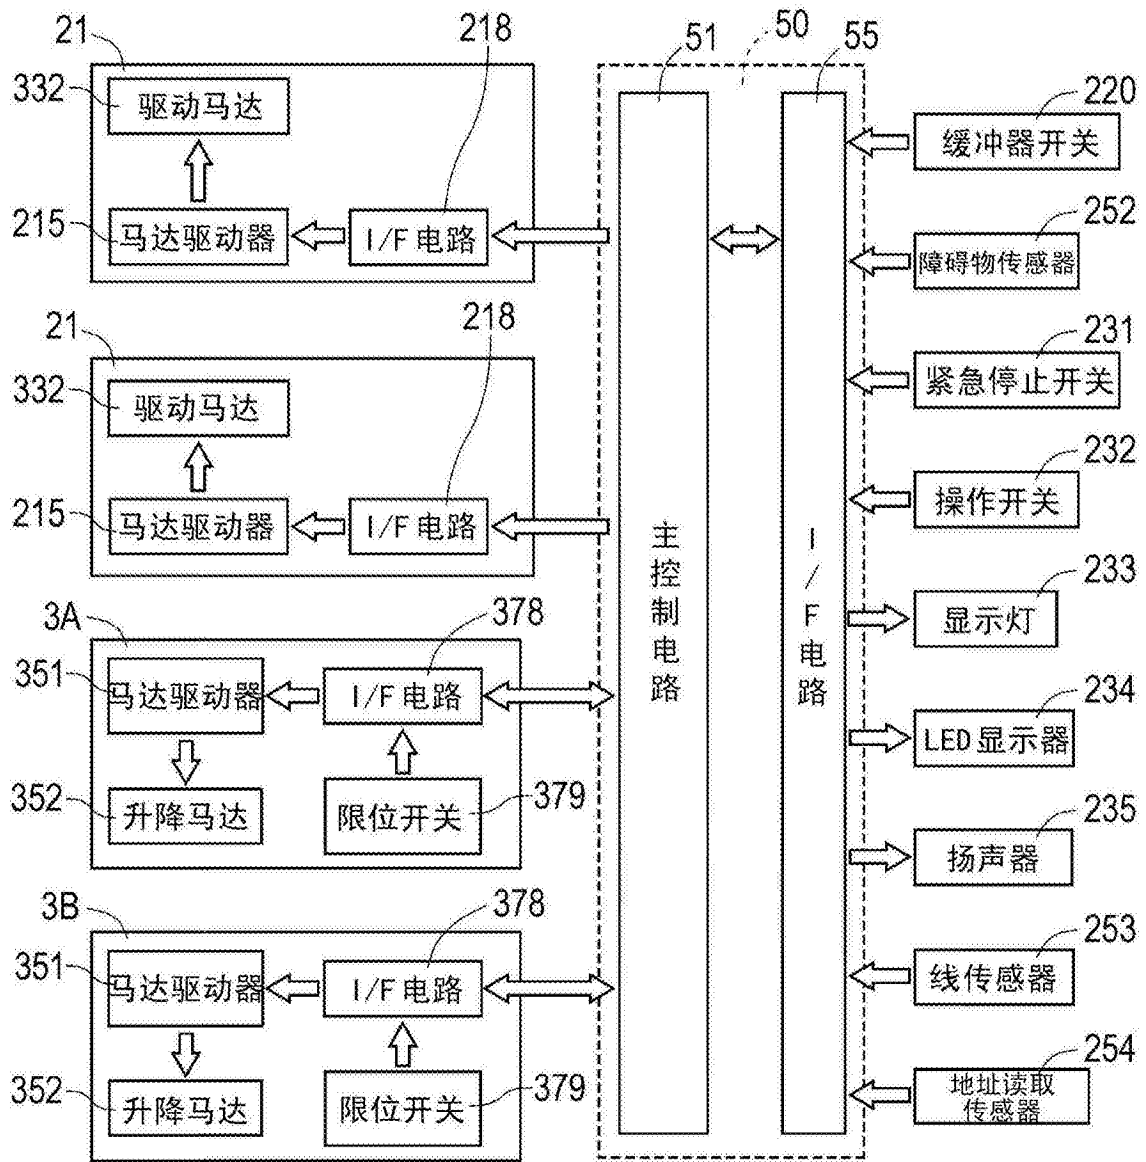 21
218
332
驱动马达
215
马达驱动器
I/F 电路
21
218
332
驱动马达
215
马达驱动器
I/F 电路
3A
378
351
马达驱动器
I/F 电路
352
升降马达
限位开关
379
3B
378
351
马达驱动器
I/F 电路
352
升降马达
限位开关
379
51
50
55
主控制电路
I/F电路
220
缓冲器开关
252
障碍物传感器
231
紧急停止开关
232
操作开关
233
显示灯
234
LED 显示器
235
扬声器
253
线传感器
254
地址读取
传感器